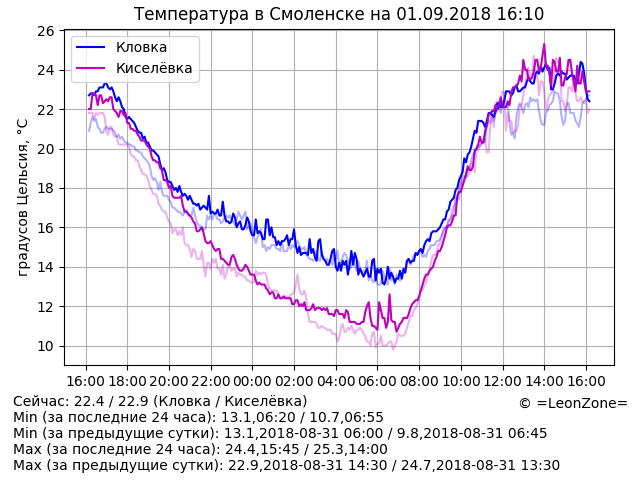 Температура в Смоленске на 01.09.2018 16:10
26
24
22
20
18
16
14
12
10
градусов Цельсия, °C
Кловка
Киселёвка
16:00 18:00 20:00 22:00 00:00 02:00 04:00 06:00 08:00 10:00 12:00 14:00 16:00
Сейчас: 22.4 / 22.9 (Кловка / Киселёвка)
© =LeonZone=
Min (за последние 24 часа): 13.1,06:20 / 10.7,06:55
Min (за предыдущие сутки): 13.1,2018-08-31 06:00 / 9.8,2018-08-31 06:45
Max (за последние 24 часа): 24.4,15:45 / 25.3,14:00
Max (за предыдущие сутки): 22.9,2018-08-31 14:30 / 24.7,2018-08-31 13:30